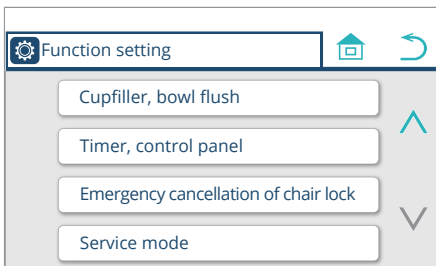 Function setting
Cupfiller, bowl flush
Timer, control panel
Emergency cancellation of chair lock
Service mode